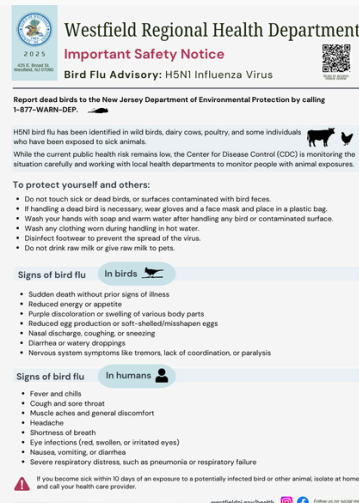 Westfield Regional Health Department
Important Safety Notice
Bird Flu Advisory: H5N1 Influenza Virus
2025
425 E. Broad St.
Westfield, NJ 07090
Report dead birds to the New Jersey Department of Environmental Protection by calling
1-877-WARN-DEP.
H5N1 bird flu has been identified in wild birds, dairy cows, poultry, and some individuals
who have been exposed to sick animals.
While the current public health risk remains low, the Center for Disease Control (CDC) is monitoring the
situation carefully and working with local health departments to monitor people with animal exposures.
To protect yourself and others:
• Do not touch sick or dead birds, or surfaces contaminated with bird feces.
• If handling a dead bird is necessary, wear gloves and a face mask and place in a plastic bag.
• Wash your hands with soap and warm water after handling any bird or contaminated surface.
• Wash any clothing worn during handling in hot water.
• Disinfect footwear to prevent the spread of the virus.
• Do not drink raw milk or give raw milk to pets.
Signs of bird flu In birds
• Sudden death without prior signs of illness
• Reduced energy or appetite
• Purple discoloration or swelling of various body parts
• Reduced egg production or soft-shelled/misshapen eggs
• Nasal discharge, coughing, or sneezing
• Diarrhea or watery droppings
• Nervous system symptoms like tremors, lack of coordination, or paralysis
Signs of bird flu In humans
• Fever and chills
• Cough and sore throat
• Muscle aches and general discomfort
• Headache
• Shortness of breath
• Eye infections (red, swollen, or irritated eyes)
• Nausea, vomiting, or diarrhea
• Severe respiratory distress, such as pneumonia or respiratory failure
If you become sick within 10 days of an exposure to a potentially infected bird or other animal, isolate at home
and call your health care provider.
westfieldnj.gov/health
Follow us on social